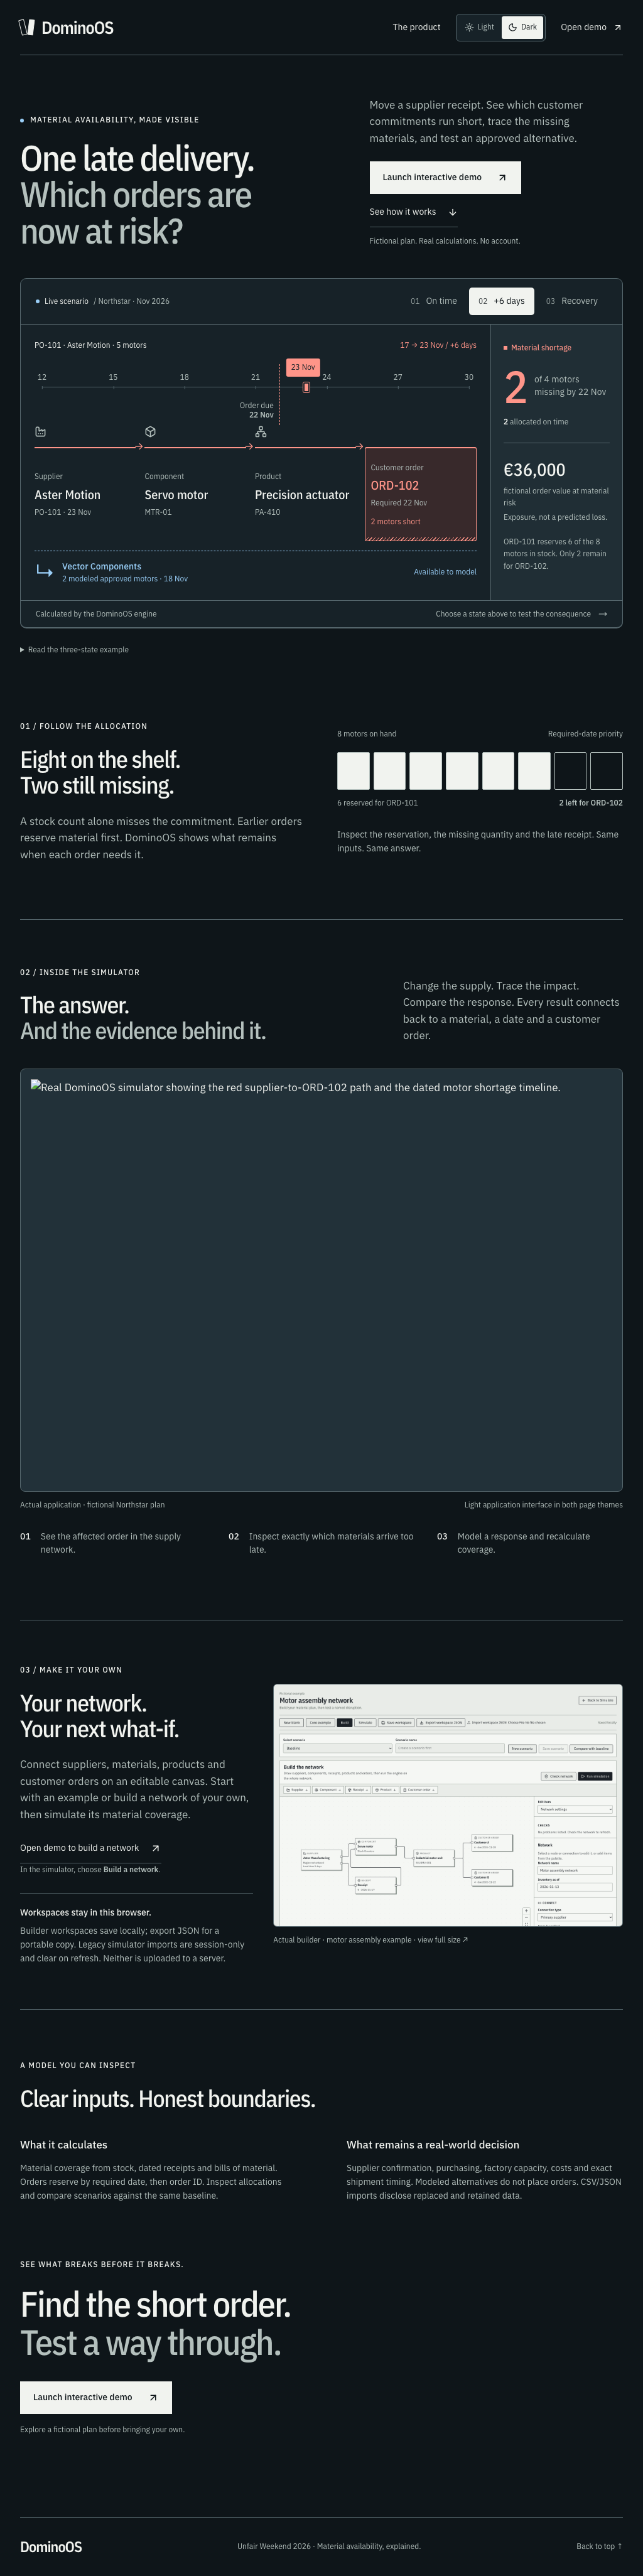 DominoOS
The product
Light
Dark
Open demo
MATERIAL AVAILABILITY, MADE VISIBLE
One late delivery.
Which orders are
now at risk?
Move a supplier receipt. See which customer
commitments run short, trace the missing
materials, and test an approved alternative.
Launch interactive demo
See how it works
Fictional plan. Real calculations. No account.
Live scenario / Northstar · Nov 2026
01 On time
02 +6 days
03 Recovery
PO-101 · Aster Motion · 5 motors
17 → 23 Nov / +6 days
23 Nov
12 15 18 21 24 27 30
Order due
22 Nov
Supplier
Aster Motion
PO-101 · 23 Nov
Component
Servo motor
MTR-01
Product
Precision actuator
PA-410
Customer order
ORD-102
Required 22 Nov
2 motors short
Vector Components
2 modeled approved motors · 18 Nov
Available to model
Material shortage
2 of 4 motors
missing by 22 Nov
2 allocated on time
€36,000
fictional order value at material
risk
Exposure, not a predicted loss.
ORD-101 reserves 6 of the 8
motors in stock. Only 2 remain
for ORD-102.
Calculated by the DominoOS engine
Choose a state above to test the consequence →
Read the three-state example
01 / FOLLOW THE ALLOCATION
Eight on the shelf.
Two still missing.
A stock count alone misses the commitment. Earlier orders
reserve material first. DominoOS shows what remains
when each order needs it.
8 motors on hand
Required-date priority
6 reserved for ORD-101
2 left for ORD-102
Inspect the reservation, the missing quantity and the late receipt. Same
inputs. Same answer.
02 / INSIDE THE SIMULATOR
The answer.
And the evidence behind it.
Change the supply. Trace the impact.
Compare the response. Every result connects
back to a material, a date and a customer
order.
Real DominoOS simulator showing the red supplier-to-ORD-102 path and the dated motor shortage timeline.
Actual application · fictional Northstar plan
Light application interface in both page themes
01 See the affected order in the supply
network.
02 Inspect exactly which materials arrive too
late.
03 Model a response and recalculate
coverage.
03 / MAKE IT YOUR OWN
Your network.
Your next what-if.
Connect suppliers, materials, products and
customer orders on an editable canvas. Start
with an example or build a network of your own,
then simulate its material coverage.
Open demo to build a network
In the simulator, choose Build a network.
Workspaces stay in this browser.
Builder workspaces save locally; export JSON for a
portable copy. Legacy simulator imports are session-only
and clear on refresh. Neither is uploaded to a server.
Motor assembly network
Build the network
Actual builder · motor assembly example · view full size ↗
A MODEL YOU CAN INSPECT
Clear inputs. Honest boundaries.
What it calculates
Material coverage from stock, dated receipts and bills of material.
Orders reserve by required date, then order ID. Inspect allocations
and compare scenarios against the same baseline.
What remains a real-world decision
Supplier confirmation, purchasing, factory capacity, costs and exact
shipment timing. Modeled alternatives do not place orders. CSV/JSON
imports disclose replaced and retained data.
SEE WHAT BREAKS BEFORE IT BREAKS.
Find the short order.
Test a way through.
Launch interactive demo
Explore a fictional plan before bringing your own.
DominoOS
Unfair Weekend 2026 · Material availability, explained.
Back to top ↑